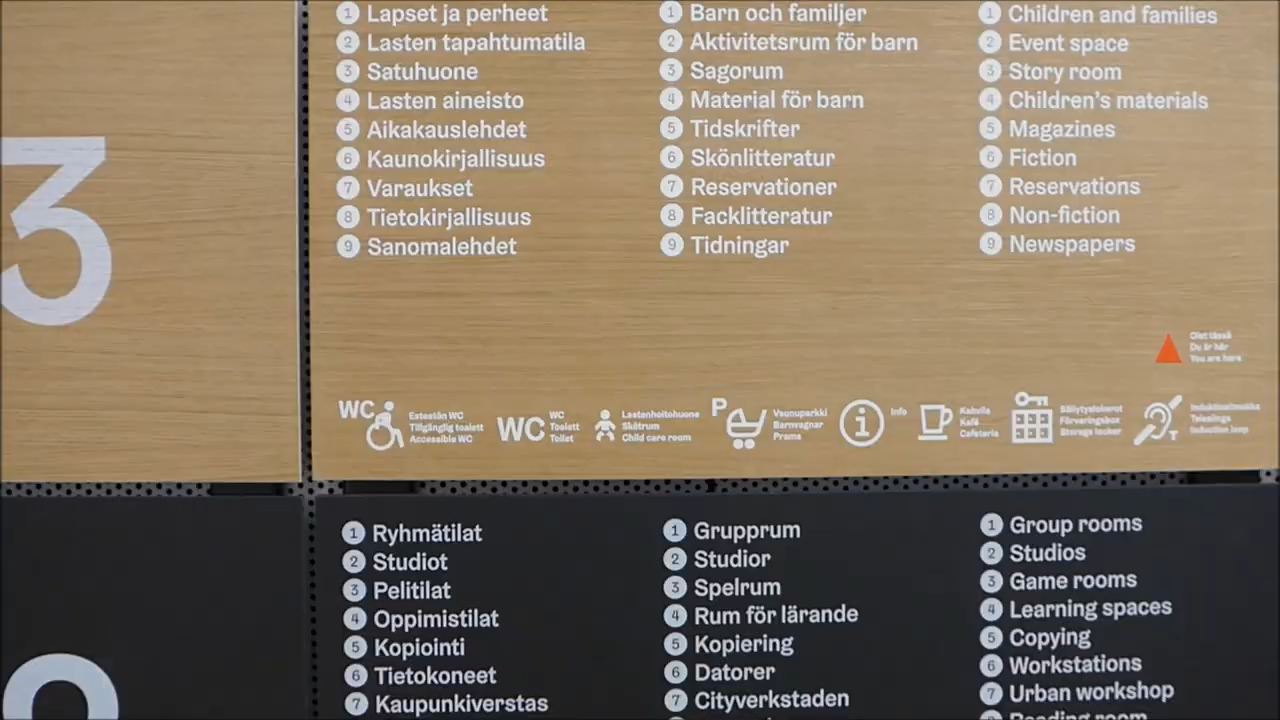 3
1 Lapset ja perheet
2 Lasten tapahtumatila
3 Satuhuone
4 Lasten aineisto
5 Aikakauslehdet
6 Kaunokirjallisuus
7 Varaukset
8 Tietokirjallisuus
9 Sanomalehdet
1 Barn och familjer
2 Aktivitetsrum för barn
3 Sagorum
4 Material för barn
5 Tidskrifter
6 Skönlitteratur
7 Reservationer
8 Facklitteratur
9 Tidningar
1 Children and families
2 Event space
3 Story room
4 Children's materials
5 Magazines
6 Fiction
7 Reservations
8 Non-fiction
9 Newspapers
Olet tässä
Du är här
You are here
WC
Esteetön WC
Tillgänglig toalett
Accessible WC
WC
WC
Toalett
Toilet
Lastenhoitohuone
Skötrum
Child care room
P
Vaunuparkki
Barnvagnar
Prams
i
Info
Kahvila
Kafé
Cafeteria
Säilytyslokerot
Förvaringsbox
Storage locker
T
Induktiosilmukka
Teleslinga
Induction loop
1 Ryhmätilat
2 Studiot
3 Pelitilat
4 Oppimistilat
5 Kopiointi
6 Tietokoneet
7 Kaupunkiverstas
1 Grupprum
2 Studior
3 Spelrum
4 Rum för lärande
5 Kopiering
6 Datorer
7 Cityverkstaden
1 Group rooms
2 Studios
3 Game rooms
4 Learning spaces
5 Copying
6 Workstations
7 Urban workshop
8 Reading room